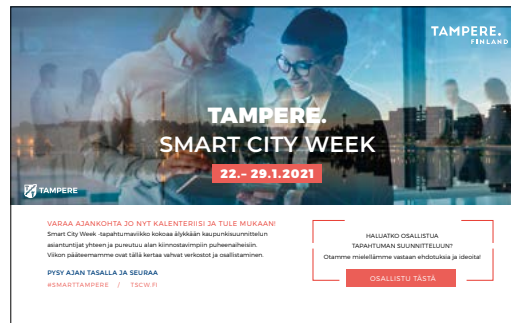 TAMPERE.
FINLAND
TAMPERE.
SMART CITY WEEK
22.– 29.1.2021
TAMPERE
VARAA AJANKOHTA JO NYT KALENTERIISI JA TULE MUKAAN!
Smart City Week -tapahtumaviikko kokoaa älykkään kaupunkisuunnittelun
asiantuntijat yhteen ja pureutuu alan kiinnostavimpiin puheenaiheisiin.
Viikon pääteemamme ovat tällä kertaa vahvat verkostot ja osallistaminen.
PYSY AJAN TASALLA JA SEURAA
#SMARTTAMPERE / TSCW.FI
HALUATKO OSALLISTUA
TAPAHTUMAN SUUNNITTELUUN?
Otamme mielellämme vastaan ehdotuksia ja ideoita!
OSALLISTU TÄSTÄ